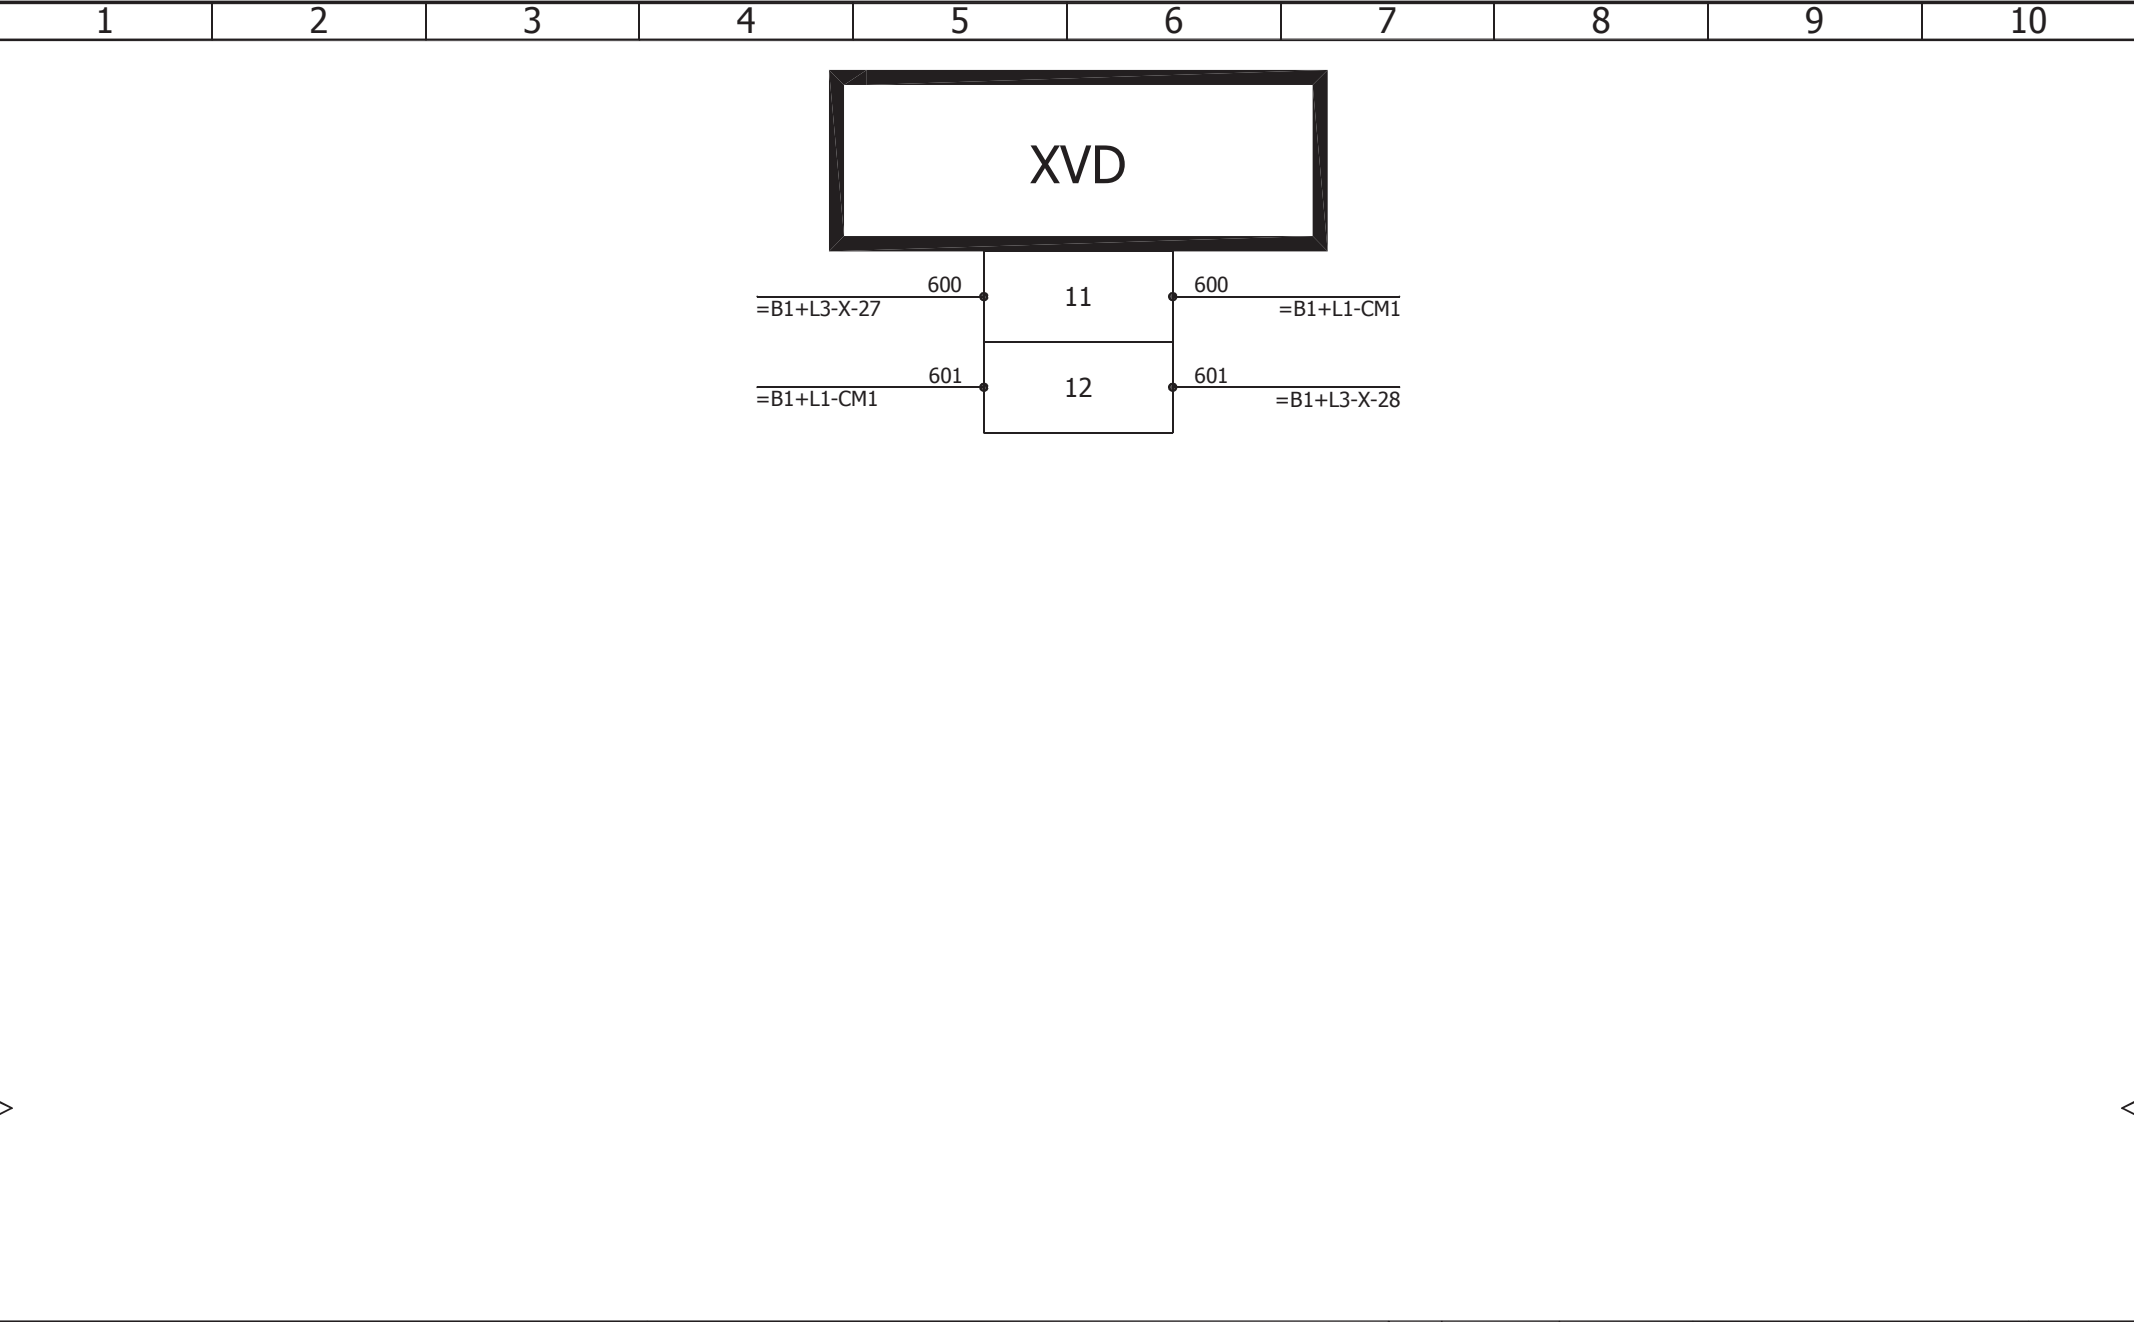 1 2 3 4 5 6 7 8 9 10
XVD
600 11 600
=B1+L3-X-27 =B1+L1-CM1
601 12 601
=B1+L1-CM1 =B1+L3-X-28